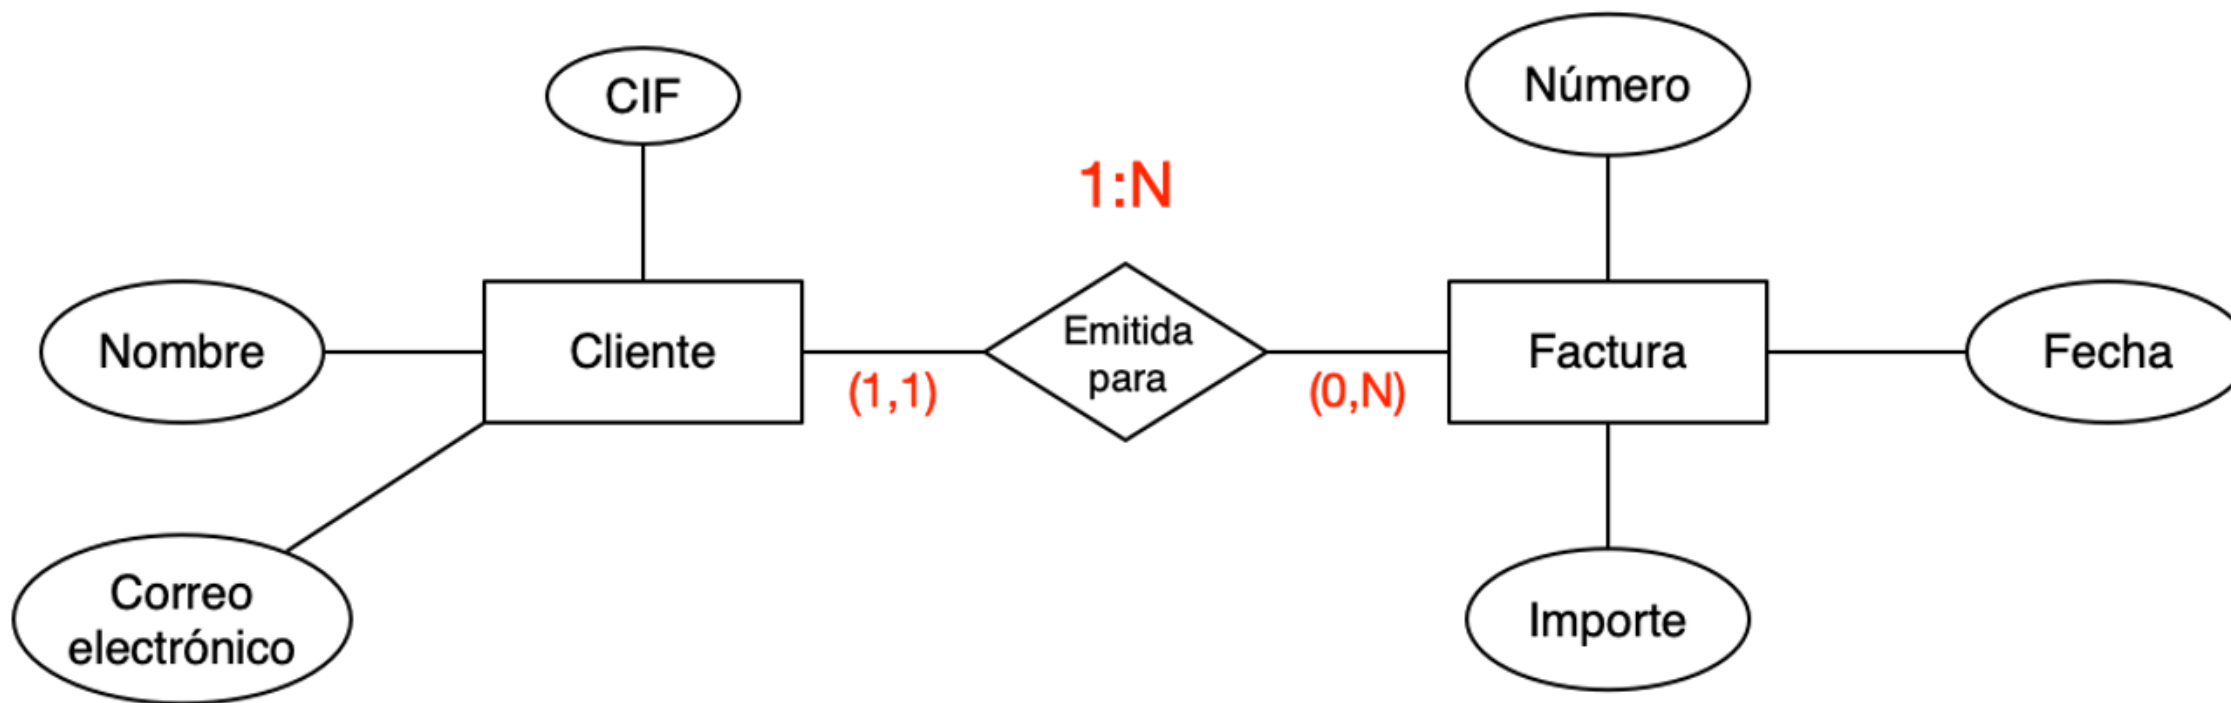 CIF
Número
1:N
Nombre
Cliente
(1,1)
Emitida
para
(0,N)
Factura
Fecha
Correo
electrónico
Importe